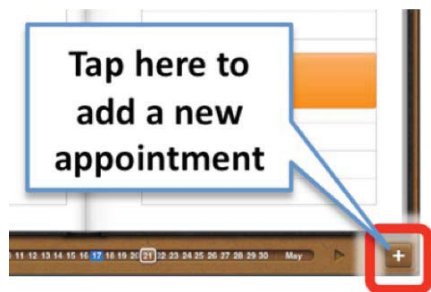 Tap here to
add a new
appointment
11 12 13 14 15 16 17 18 19 20 21 22 23 24 25 26 27 28 29 30 May
+